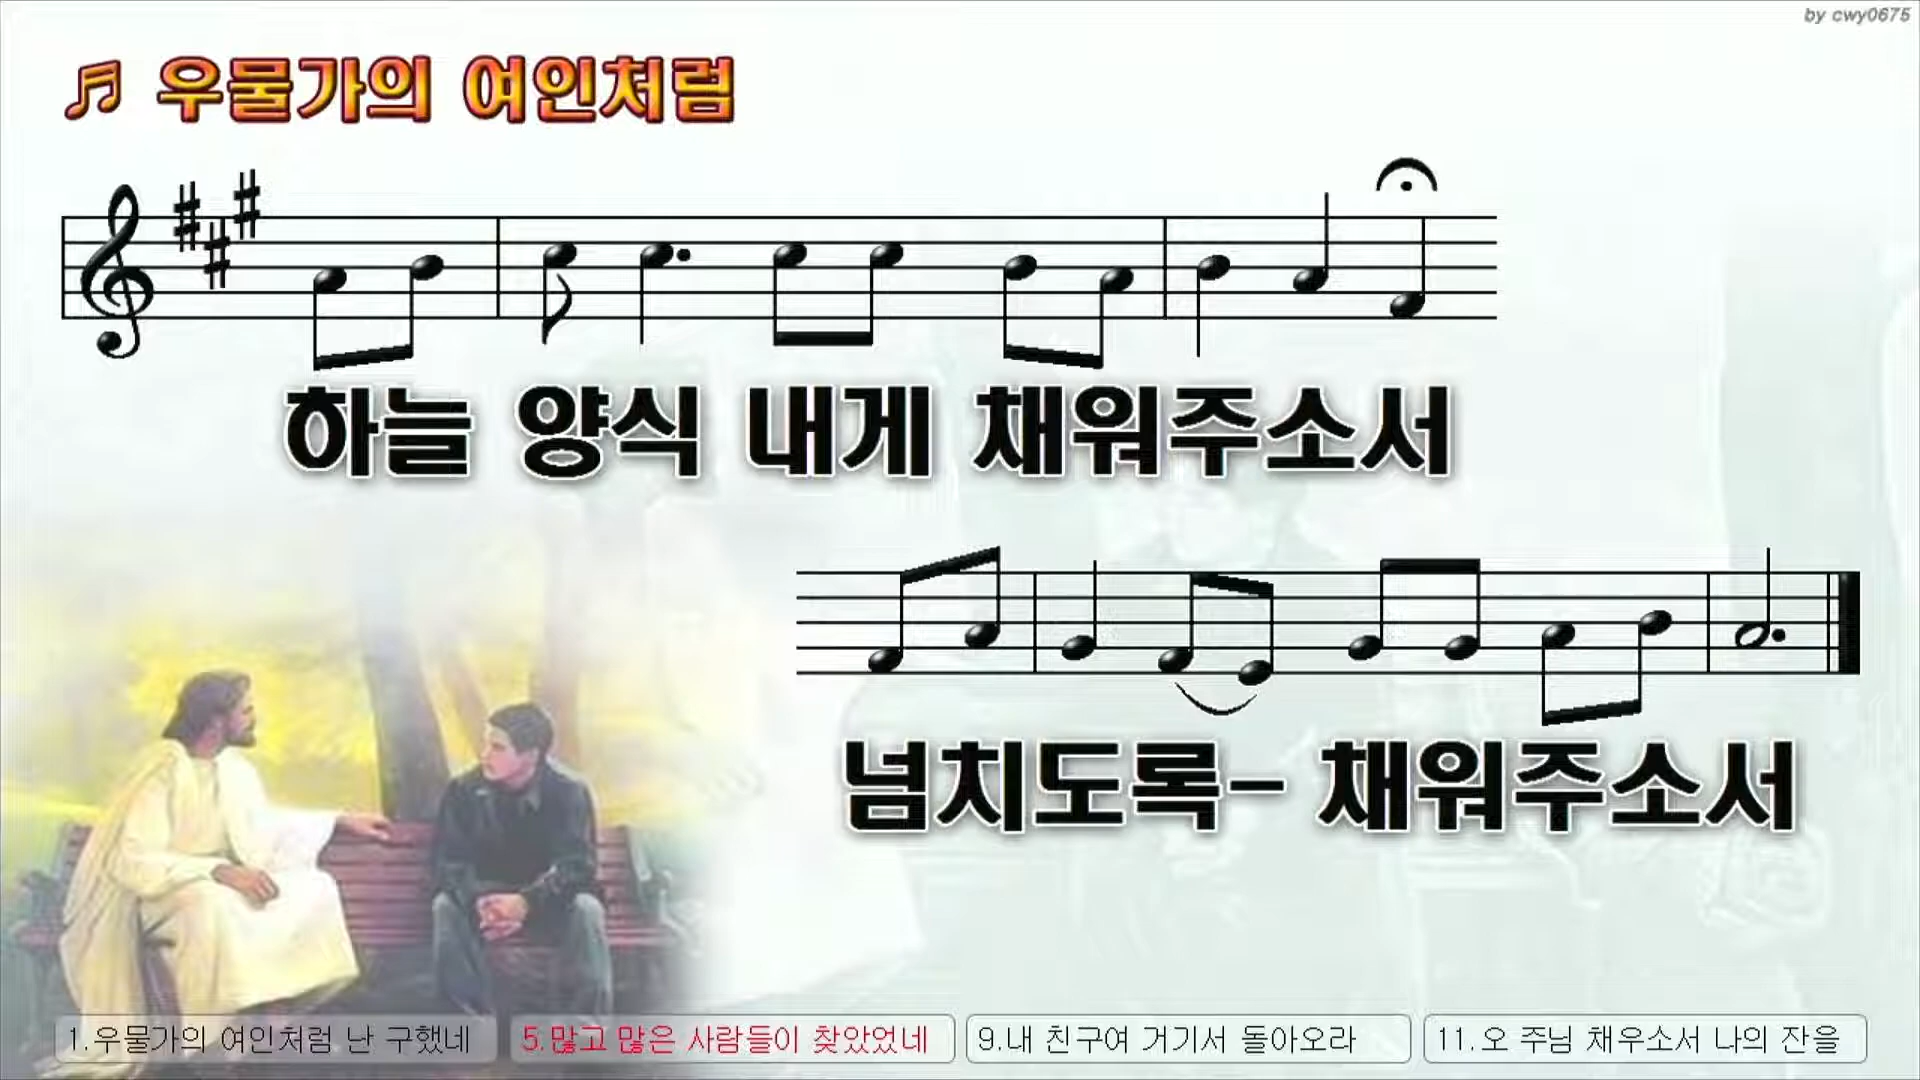 by cwy0675
우물가의 여인처럼
하늘 양식 내게 채워주소서
넘치도록- 채워주소서
1.우물가의 여인처럼 난 구했네
5.많고 많은 사람들이 찾았었네
9.내 친구여 거기서 돌아오라
11.오 주님 채우소서 나의 잔을